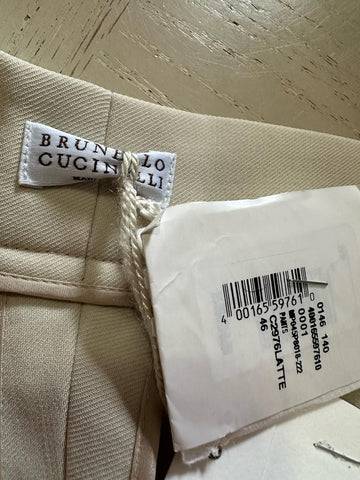 BRUNELLO
CUCINELLI
0146 140
400165597610
0001
PANTS
C2976LATTE
46
4 00165 59761 0